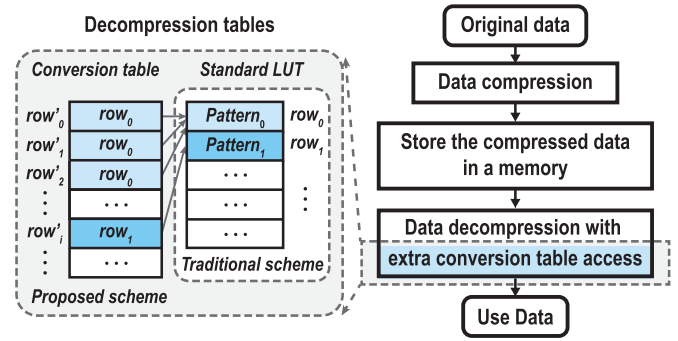 Decompression tables
Conversion table
Standard LUT
row'0 row0 Pattern0 row0
row'1 row0 Pattern1 row1
row'2 row0 ...
... ... ... ...
row'i row1 ...
... ...
Traditional scheme
Proposed scheme
Original data
Data compression
Store the compressed data
in a memory
Data decompression with
extra conversion table access
Use Data